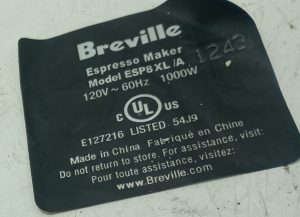 Breville
Espresso Maker
Model ESP8XL/A 1243
120V ~ 60Hz 1000W
C UL US
E127216 LISTED 54J9
Made in China Fabriqué en Chine
Do not return to store. For assistance, visit:
Pour toute assistance, visitez:
www.Breville.com